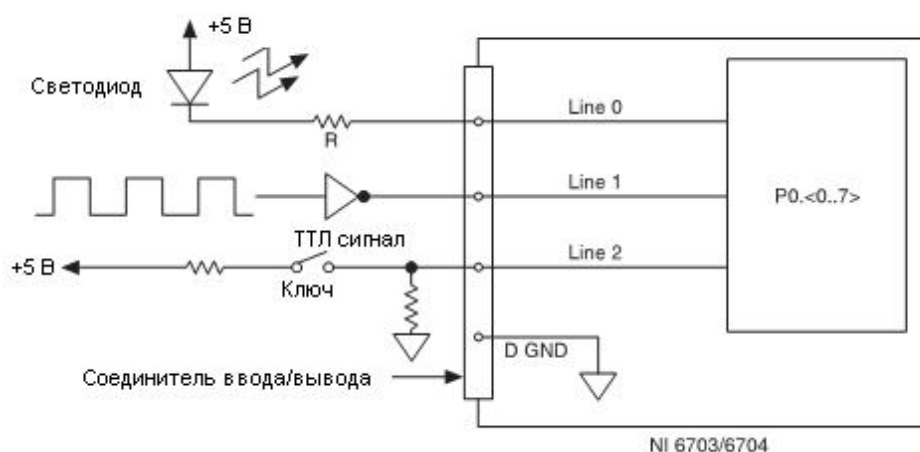 +5 В
Светодиод
R
Line 0
Line 1
P0.<0..7>
ТТЛ сигнал
Line 2
+5 В
Ключ
D GND
Соединитель ввода/вывода
NI 6703/6704